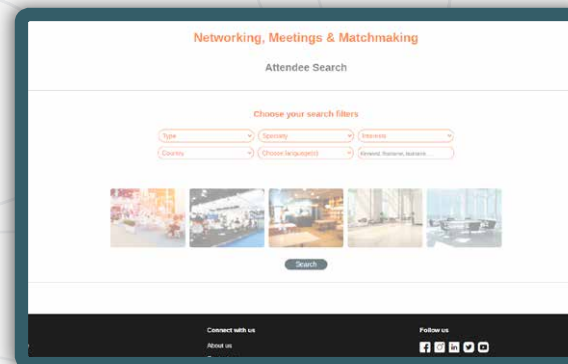 Networking, Meetings & Matchmaking
Attendee Search
Choose your search filters
Type
Specialty
Interests
Country
Choose language(s)
Search
Connect with us
Follow us
About us